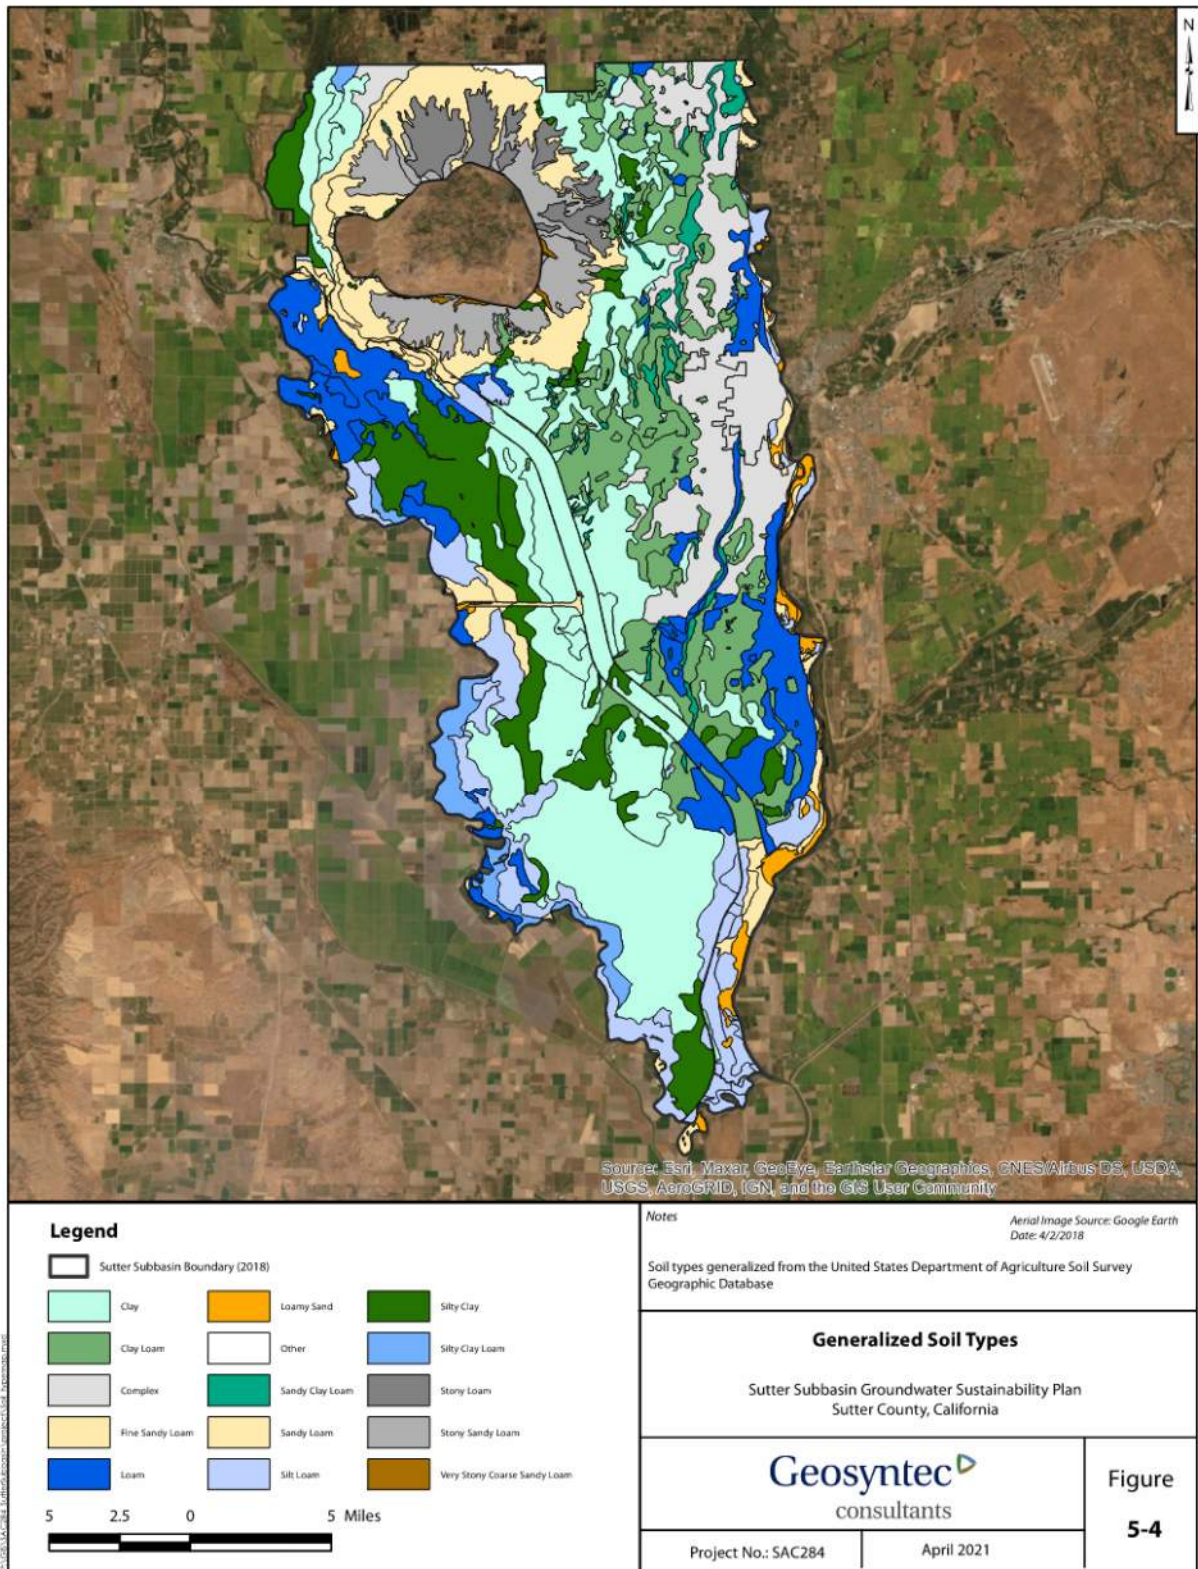 N
Source: Esri, Maxar, GeoEye, Earthstar Geographics, CNES/Airbus DS, USDA,
USGS, AeroGRID, IGN, and the GIS User Community
Legend
Sutter Subbasin Boundary (2018)
Clay
Loamy Sand
Silty Clay
Clay Loam
Other
Silty Clay Loam
Complex
Sandy Clay Loam
Stony Loam
Fine Sandy Loam
Sandy Loam
Stony Sandy Loam
Loam
Silt Loam
Very Stony Coarse Sandy Loam
5 2.5 0 5 Miles
Notes
Aerial Image Source: Google Earth
Date: 4/2/2018
Soil types generalized from the United States Department of Agriculture Soil Survey
Geographic Database
Generalized Soil Types
Sutter Subbasin Groundwater Sustainability Plan
Sutter County, California
Geosyntec
consultants
Figure
5-4
Project No.: SAC284
April 2021